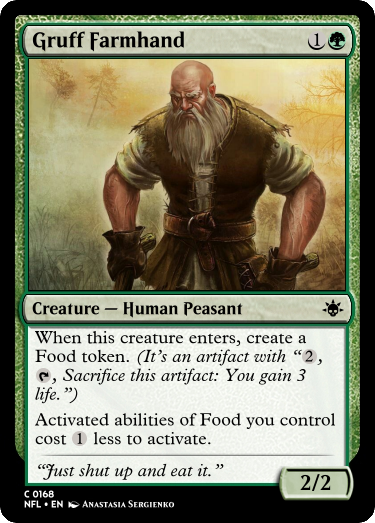 Gruff Farmhand 1
Creature — Human Peasant
When this creature enters, create a
Food token. (It's an artifact with “2,
, Sacrifice this artifact: You gain 3
life.”)
Activated abilities of Food you control
cost 1 less to activate.
“Just shut up and eat it.”
2/2
C 0168
NFL • EN Anastasia Sergienko